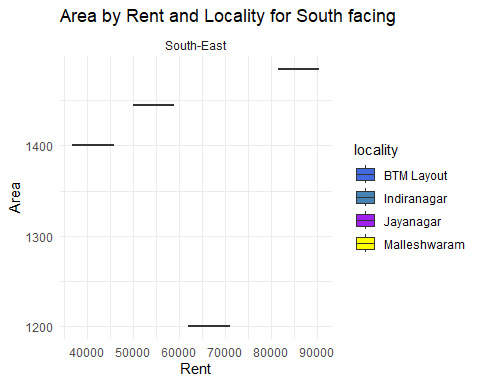 Area by Rent and Locality for South facing
South-East
Area
1400
1300
1200
40000 50000 60000 70000 80000 90000
Rent
locality
BTM Layout
Indiranagar
Jayanagar
Malleshwaram